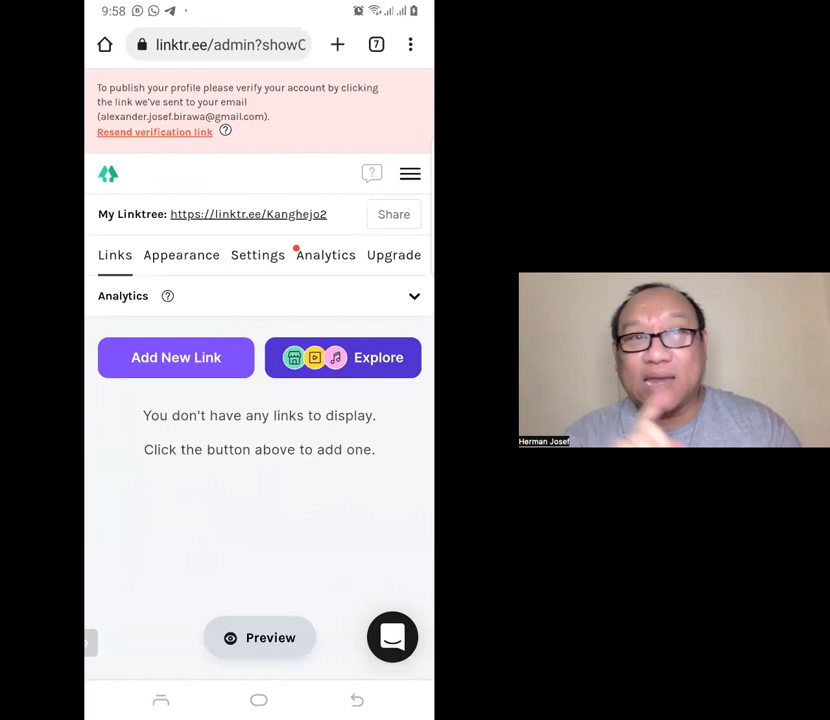 9:58
linktr.ee/admin?showC
7
To publish your profile please verify your account by clicking
the link we've sent to your email
(alexander.josef.birawa@gmail.com).
Resend verification link ?
?
My Linktree: https://linktr.ee/Kanghejo2
Share
Links Appearance Settings Analytics Upgrade
Analytics ?
Add New Link
Explore
You don't have any links to display.
Click the button above to add one.
Preview
Herman Josef